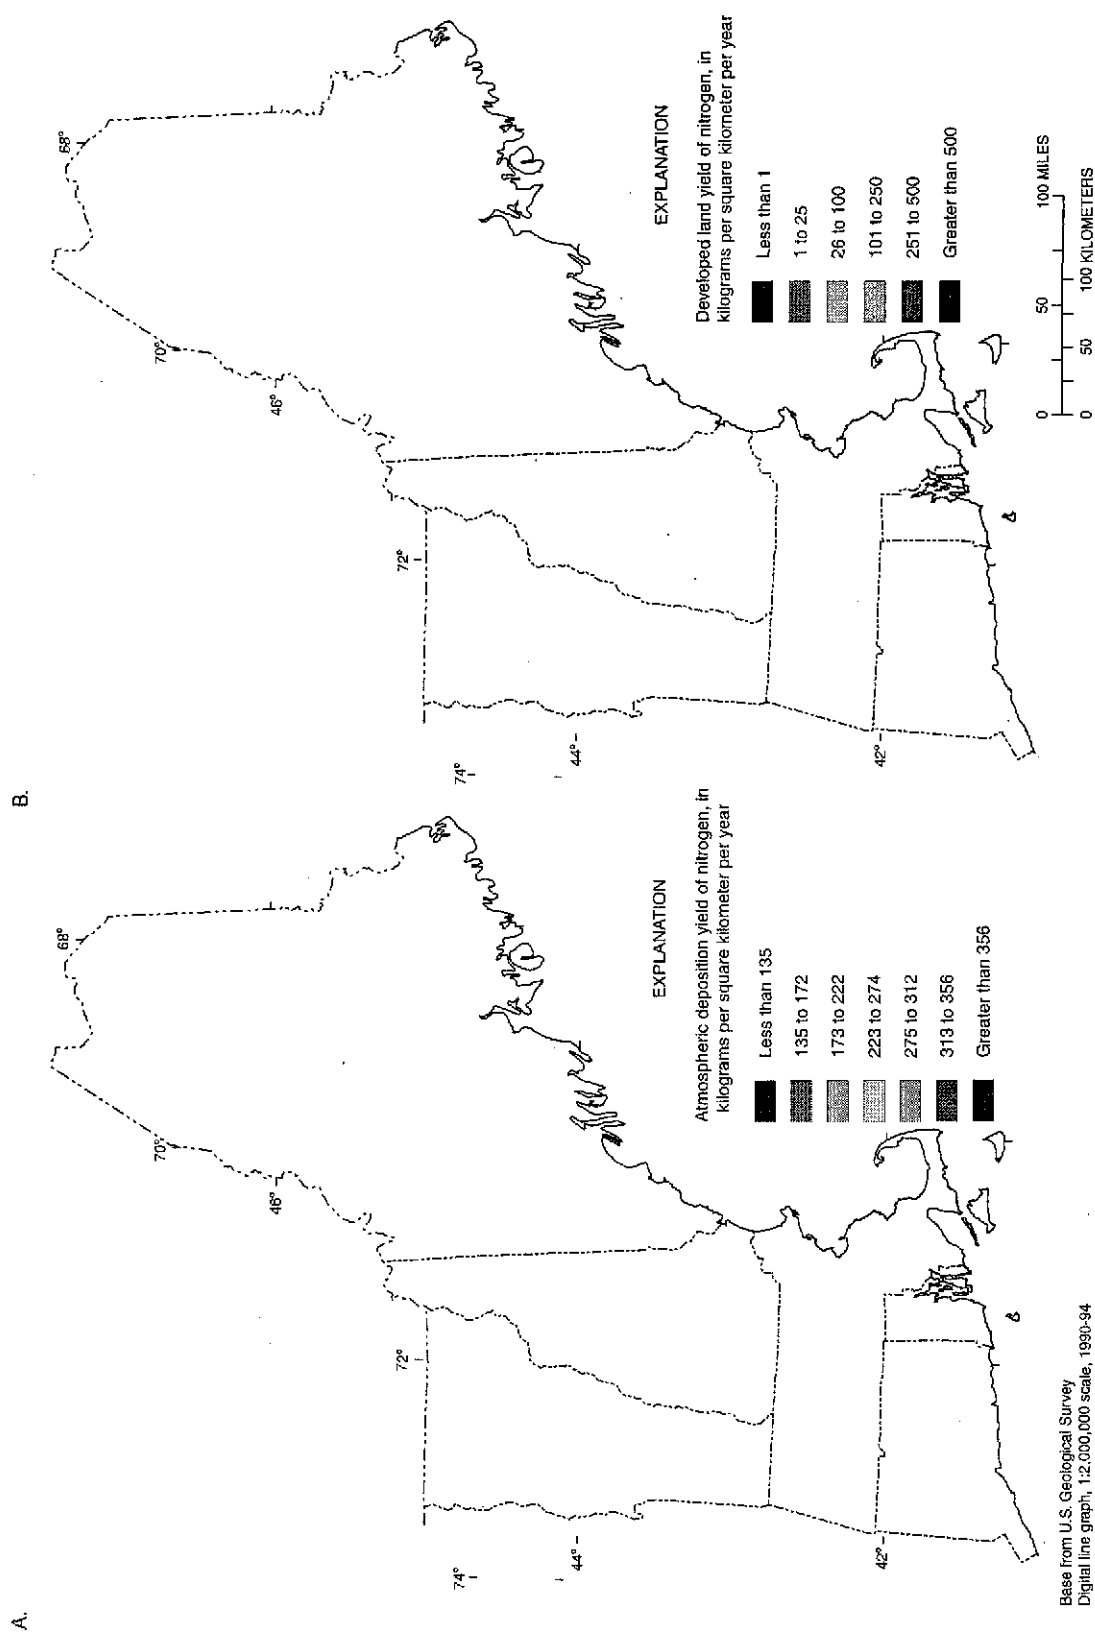 A.
68°
70°
46°
72°
74°
44°
42°
EXPLANATION
Atmospheric deposition yield of nitrogen, in
kilograms per square kilometer per year
Less than 135
135 to 172
173 to 222
223 to 274
275 to 312
313 to 356
Greater than 356
Base from U.S. Geological Survey
Digital line graph, 1:2,000,000 scale, 1990-94
B.
68°
70°
46°
72°
74°
44°
42°
EXPLANATION
Developed land yield of nitrogen, in
kilograms per square kilometer per year
Less than 1
1 to 25
26 to 100
101 to 250
251 to 500
Greater than 500
0 50 100 MILES
0 50 100 KILOMETERS